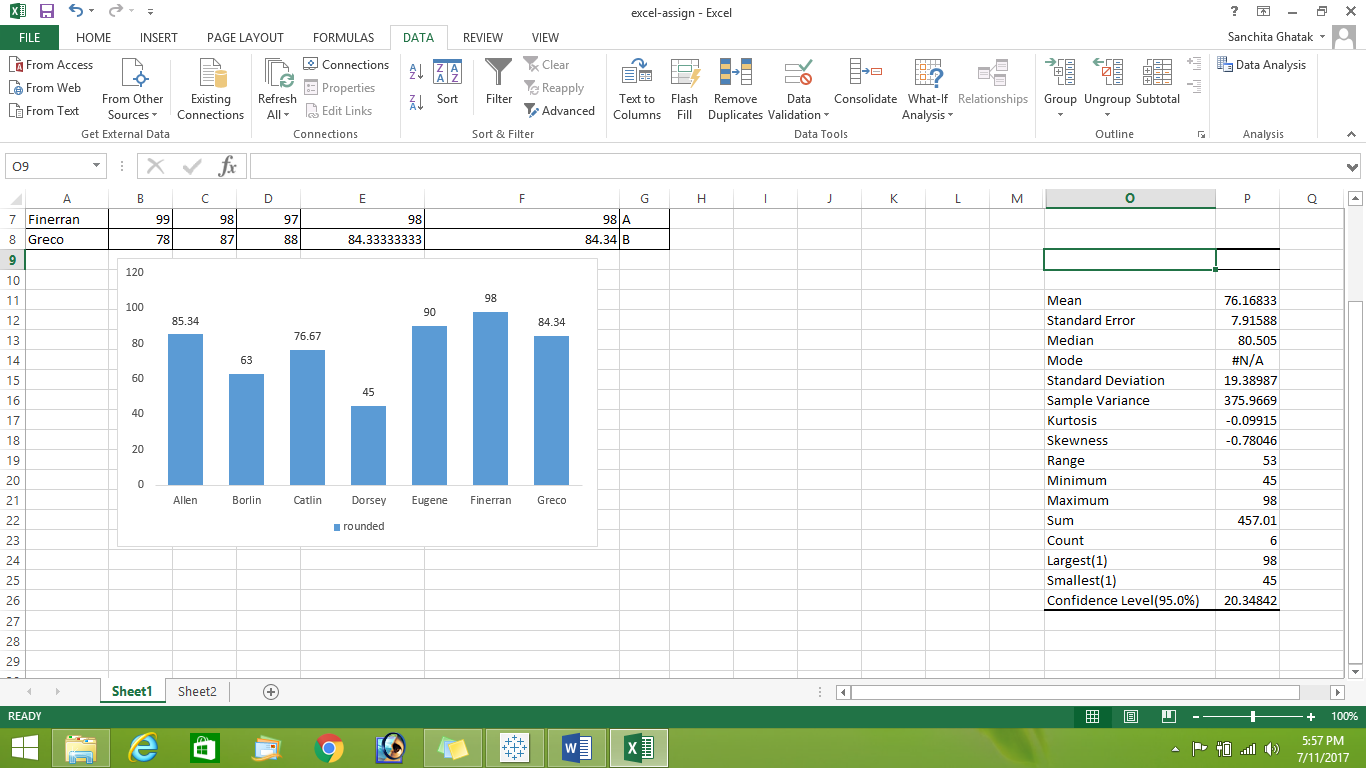 excel-assign - Excel
FILE HOME INSERT PAGE LAYOUT FORMULAS DATA REVIEW VIEW Sanchita Ghatak
From Access
From Web
From Text
From Other Sources
Existing Connections
Get External Data
Refresh All
Connections
Properties
Edit Links
Connections
Sort
Filter
Clear
Reapply
Advanced
Sort & Filter
Text to Columns
Flash Fill
Remove Duplicates
Data Validation
Consolidate
What-If Analysis
Relationships
Data Tools
Group
Ungroup
Subtotal
Outline
Data Analysis
Analysis
O9 fx
A B C D E F G H I J K L M O P Q
7 Finerran 99 98 97 98 98 A
8 Greco 78 87 88 84.33333333 84.34 B
9
10
11 Mean 76.16833
12 Standard Error 7.91588
13 Median 80.505
14 Mode #N/A
15 Standard Deviation 19.38987
16 Sample Variance 375.9669
17 Kurtosis -0.09915
18 Skewness -0.78046
19 Range 53
20 Minimum 45
21 Maximum 98
22 Sum 457.01
23 Count 6
24 Largest(1) 98
25 Smallest(1) 45
26 Confidence Level(95.0%) 20.34842
27
28
29
120
100
80
60
40
20
0
85.34 63 76.67 45 90 98 84.34
Allen Borlin Catlin Dorsey Eugene Finerran Greco
rounded
Sheet1 Sheet2
READY 100%
5:57 PM
7/11/2017